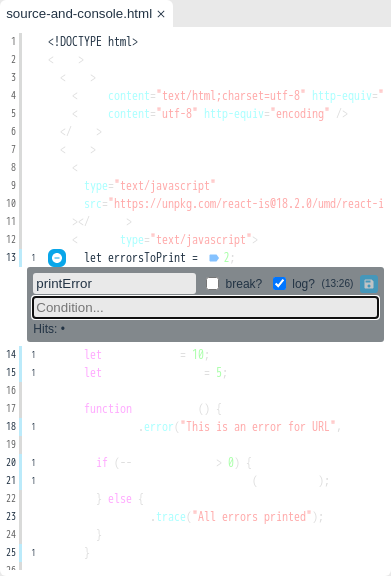 source-and-console.html ×
1 <!DOCTYPE html>
2 < >
3 < >
4 < content="text/html;charset=utf-8" http-equiv="
5 < content="utf-8" http-equiv="encoding" />
6 </ >
7 < >
8 <
9 type="text/javascript"
10 src="https://unpkg.com/react-is@18.2.0/umd/react-i
11 ></ >
12 < type="text/javascript">
13 1 let errorsToPrint = 2;
printError break? log? (13:26)
Condition...
Hits: •
14 1 let = 10;
15 1 let = 5;
16
17 function () {
18 1 .error("This is an error for URL",
19
20 1 if (-- > 0) {
21 1 ( );
22 } else {
23 .trace("All errors printed");
24 }
25 1 }
26